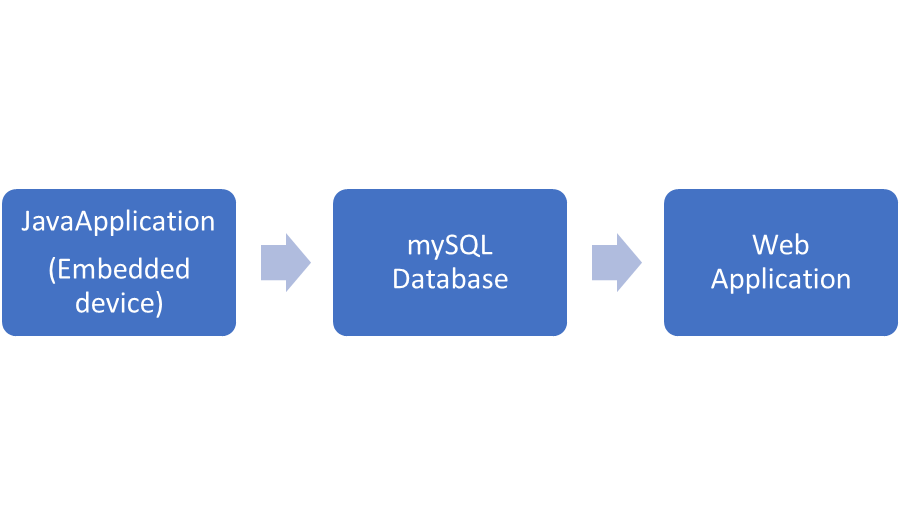 JavaApplication
(Embedded
device)
mySQL
Database
Web
Application